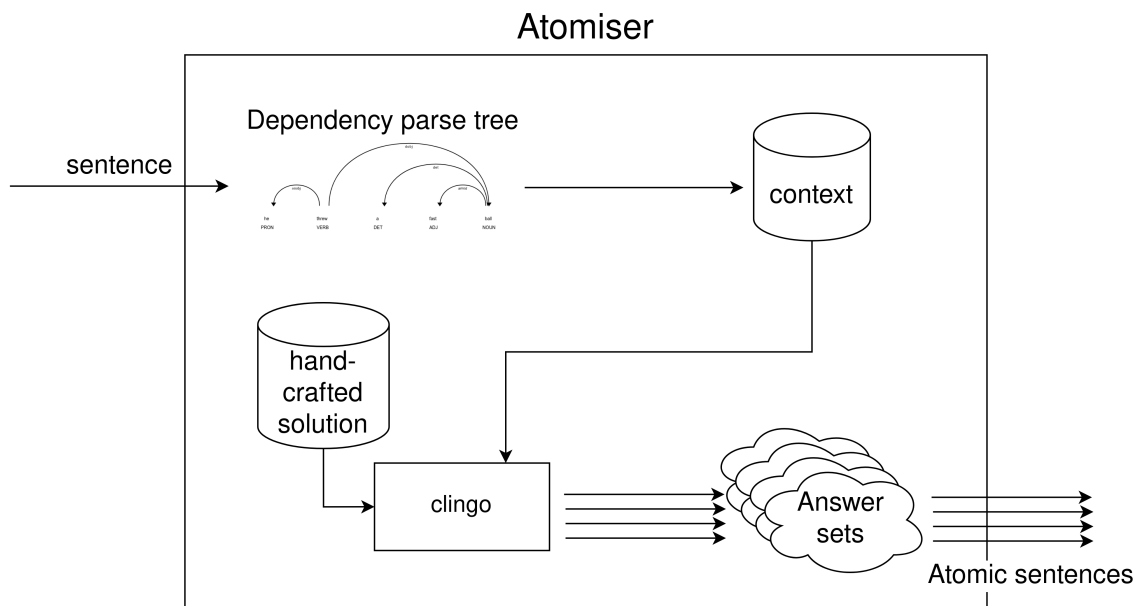 Atomiser
Dependency parse tree
sentence
he threw a fast ball
PRON VERB DET ADJ NOUN
context
hand-
crafted
solution
clingo
Answer
sets
Atomic sentences